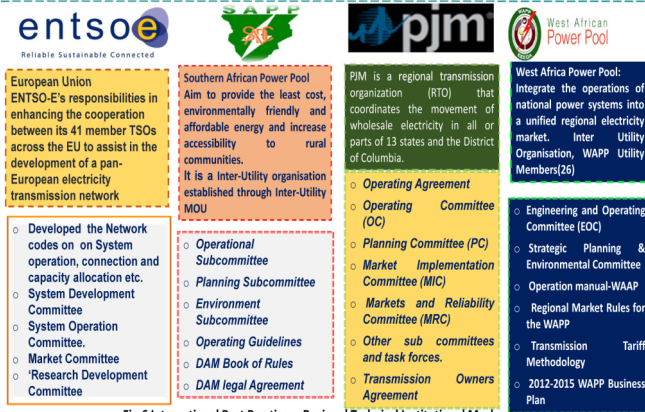 entsoe
Reliable Sustainable Connected
European Union
ENTSO-E's responsibilities in
enhancing the cooperation
between its 41 member TSOs
across the EU to assist in the
development of a pan-
European electricity
transmission network
o Developed the Network
codes on on System
operation, connection and
capacity allocation etc.
o System Development
Committee
o System Operation
Committee.
o Market Committee
o 'Research Development
Committee
SAPP
Southern African Power Pool
Aim to provide the least cost,
environmentally friendly and
affordable energy and increase
accessibility to rural
communities.
It is a Inter-Utility organisation
established through Inter-Utility
MOU
o Operational
Subcommittee
o Planning Subcommittee
o Environment
Subcommittee
o Operating Guidelines
o DAM Book of Rules
o DAM legal Agreement
pjm
PJM is a regional transmission
organization (RTO) that
coordinates the movement of
wholesale electricity in all or
parts of 13 states and the District
of Columbia.
o Operating Agreement
o Operating Committee
(OC)
o Planning Committee (PC)
o Market Implementation
Committee (MIC)
o Markets and Reliability
Committee (MRC)
o Other sub committees
and task forces.
o Transmission Owners
Agreement
West African
Power Pool
West Africa Power Pool:
Integrate the operations of
national power systems into
a unified regional electricity
market. Inter Utility
Organisation, WAPP Utility
Members(26)
o Engineering and Operating
Committee (EOC)
o Strategic Planning &
Environmental Committee
o Operation manual-WAAP
o Regional Market Rules for
the WAPP
o Transmission Tariff
Methodology
o 2012-2015 WAPP Business
Plan